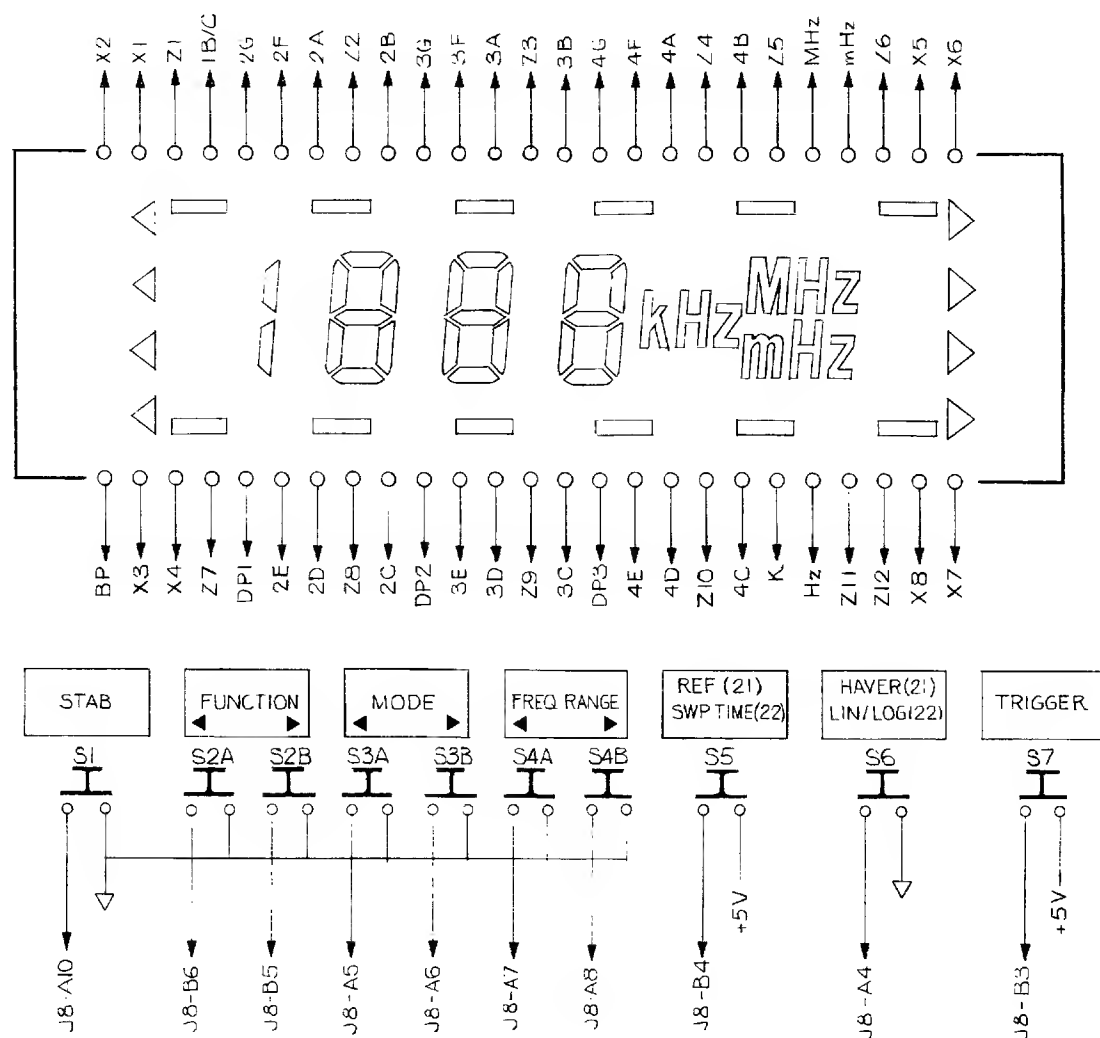 X2 X1 Z1 1B/C 2G 2F 2A Z2 2B 3G 3F 3A Z3 3B 4G 4F 4A Z4 4B Z5 MHz mHz Z6 X5 X6
1888 kHz MHz
mHz
BP X3 X4 Z7 DP1 2E 2D Z8 2C DP2 3E 3D Z9 3C DP3 4E 4D Z10 4C K Hz Z11 Z12 X8 X7
STAB
FUNCTION
MODE
FREQ RANGE
REF (21)
SWP TIME(22)
HAVER(21)
LIN/LOG(22)
TRIGGER
S1 S2A S2B S3A S3B S4A S4B S5 S6 S7
+5V
+5V
J8-A10 J8-B6 J8-B5 J8-A5 J8-A6 J8-A7 J8-A8 J8-B4 J8-A4 J8-B3